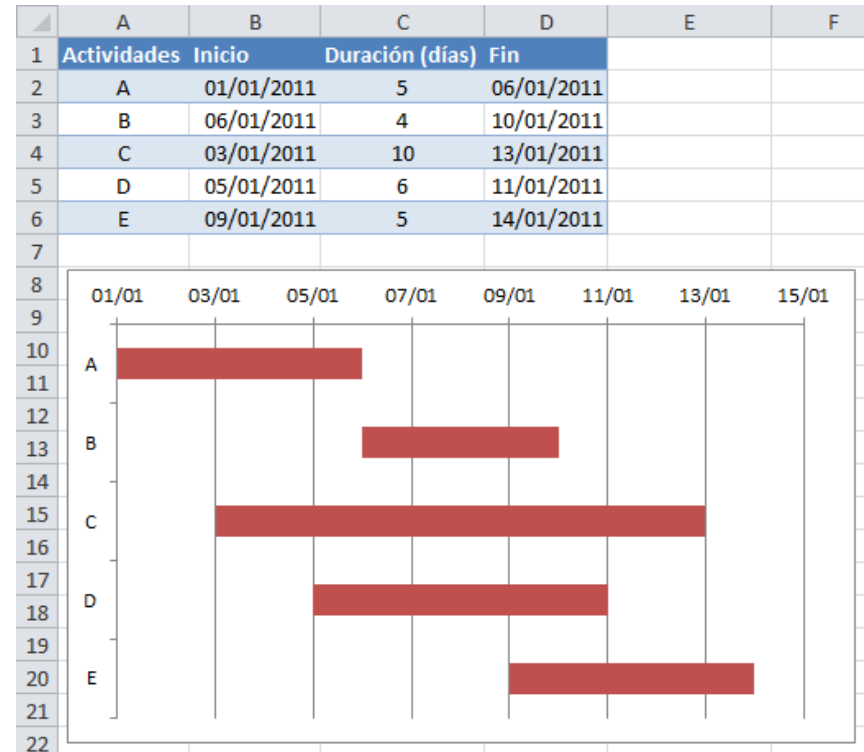 A B C D E F
1 Actividades Inicio Duración (días) Fin
2 A 01/01/2011 5 06/01/2011
3 B 06/01/2011 4 10/01/2011
4 C 03/01/2011 10 13/01/2011
5 D 05/01/2011 6 11/01/2011
6 E 09/01/2011 5 14/01/2011
7
8 01/01 03/01 05/01 07/01 09/01 11/01 13/01 15/01
9
10
A
11
12
13 B
14
15 C
16
17
18 D
19
20 E
21
22